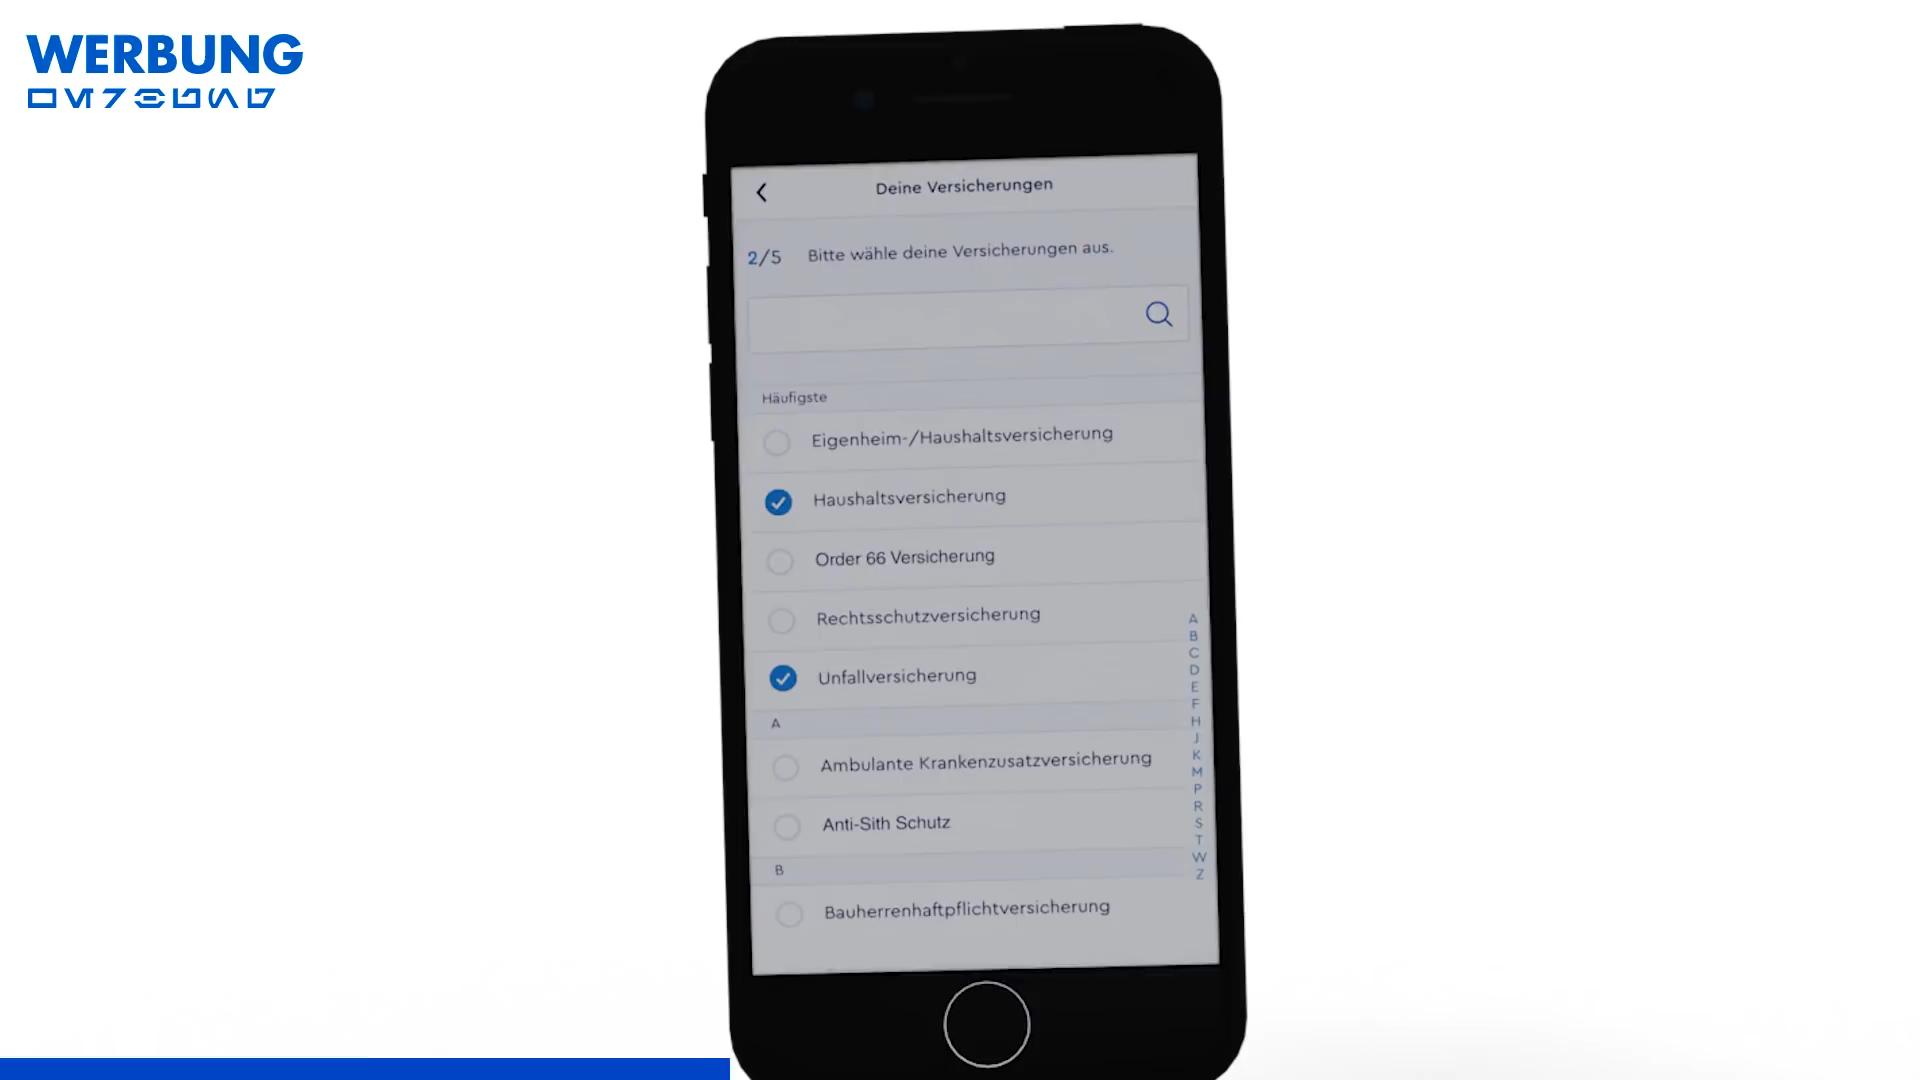 WERBUNG
Deine Versicherungen
2/5 Bitte wähle deine Versicherungen aus.
Häufigste
Eigenheim-/Haushaltsversicherung
Haushaltsversicherung
Order 66 Versicherung
Rechtsschutzversicherung
Unfallversicherung
A
Ambulante Krankenzusatzversicherung
Anti-Sith Schutz
B
Bauherrenhaftpflichtversicherung
A
B
C
D
E
F
H
J
K
M
P
R
S
T
W
Z